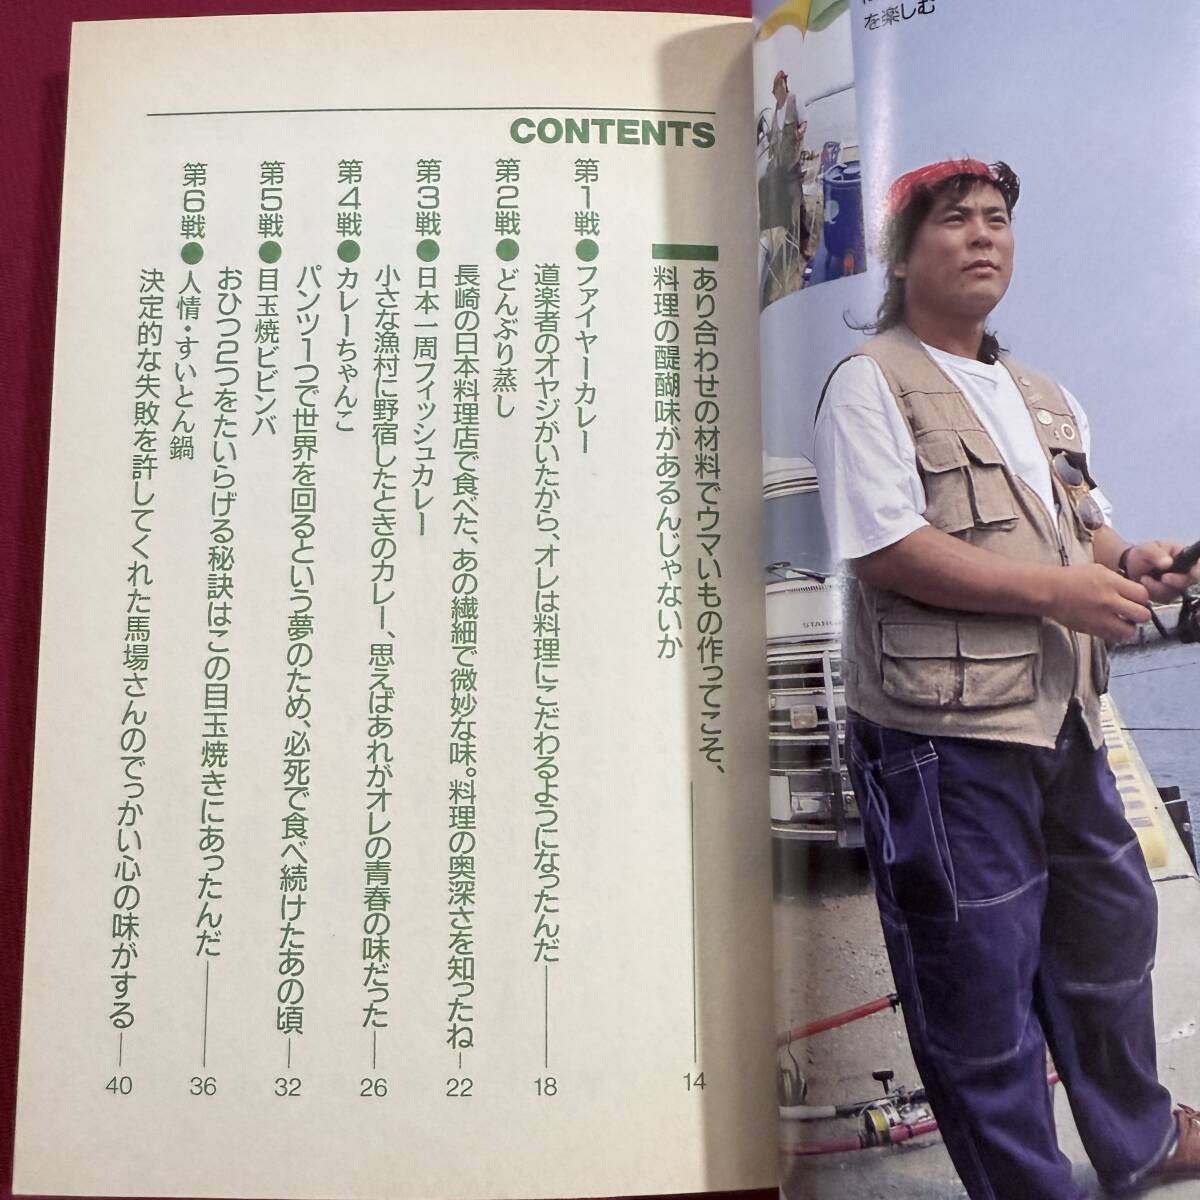 を楽しむ
CONTENTS
あり合わせの材料でウマいもの作ってこそ、
料理の醍醐味があるんじゃないか
14
第1戦●ファイヤーカレー
道楽者のオヤジがいたから、オレは料理にこだわるようになったんだ
18
第2戦●どんぶり蒸し
長崎の日本料理店で食べた、あの繊細で微妙な味。料理の奥深さを知ったね
22
第3戦●日本一周フィッシュカレー
小さな漁村に野宿したときのカレー、思えばあれがオレの青春の味だった
26
第4戦●カレーちゃんこ
パンツ一つで世界を回るという夢のため、必死で食べ続けたあの頃
32
第5戦●目玉焼ビビンバ
おひつ2つをたいらげる秘訣はこの目玉焼きにあったんだ
36
第6戦●人情・すいとん鍋
決定的な失敗を許してくれた馬場さんのでっかい心の味がする
40